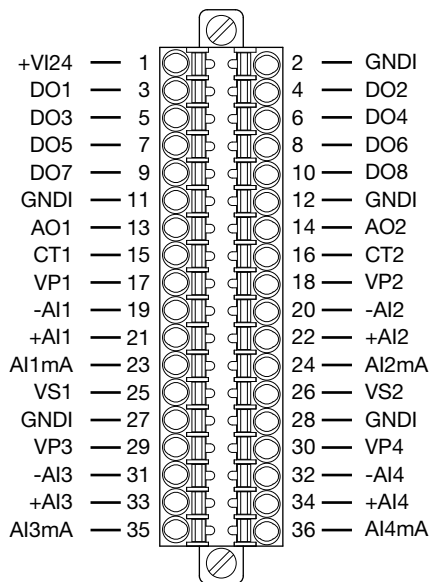 +VI24 1 2 GNDI
DO1 3 4 DO2
DO3 5 6 DO4
DO5 7 8 DO6
DO7 9 10 DO8
GNDI 11 12 GNDI
AO1 13 14 AO2
CT1 15 16 CT2
VP1 17 18 VP2
-AI1 19 20 -AI2
+AI1 21 22 +AI2
AI1mA 23 24 AI2mA
VS1 25 26 VS2
GNDI 27 28 GNDI
VP3 29 30 VP4
-AI3 31 32 -AI4
+AI3 33 34 +AI4
AI3mA 35 36 AI4mA